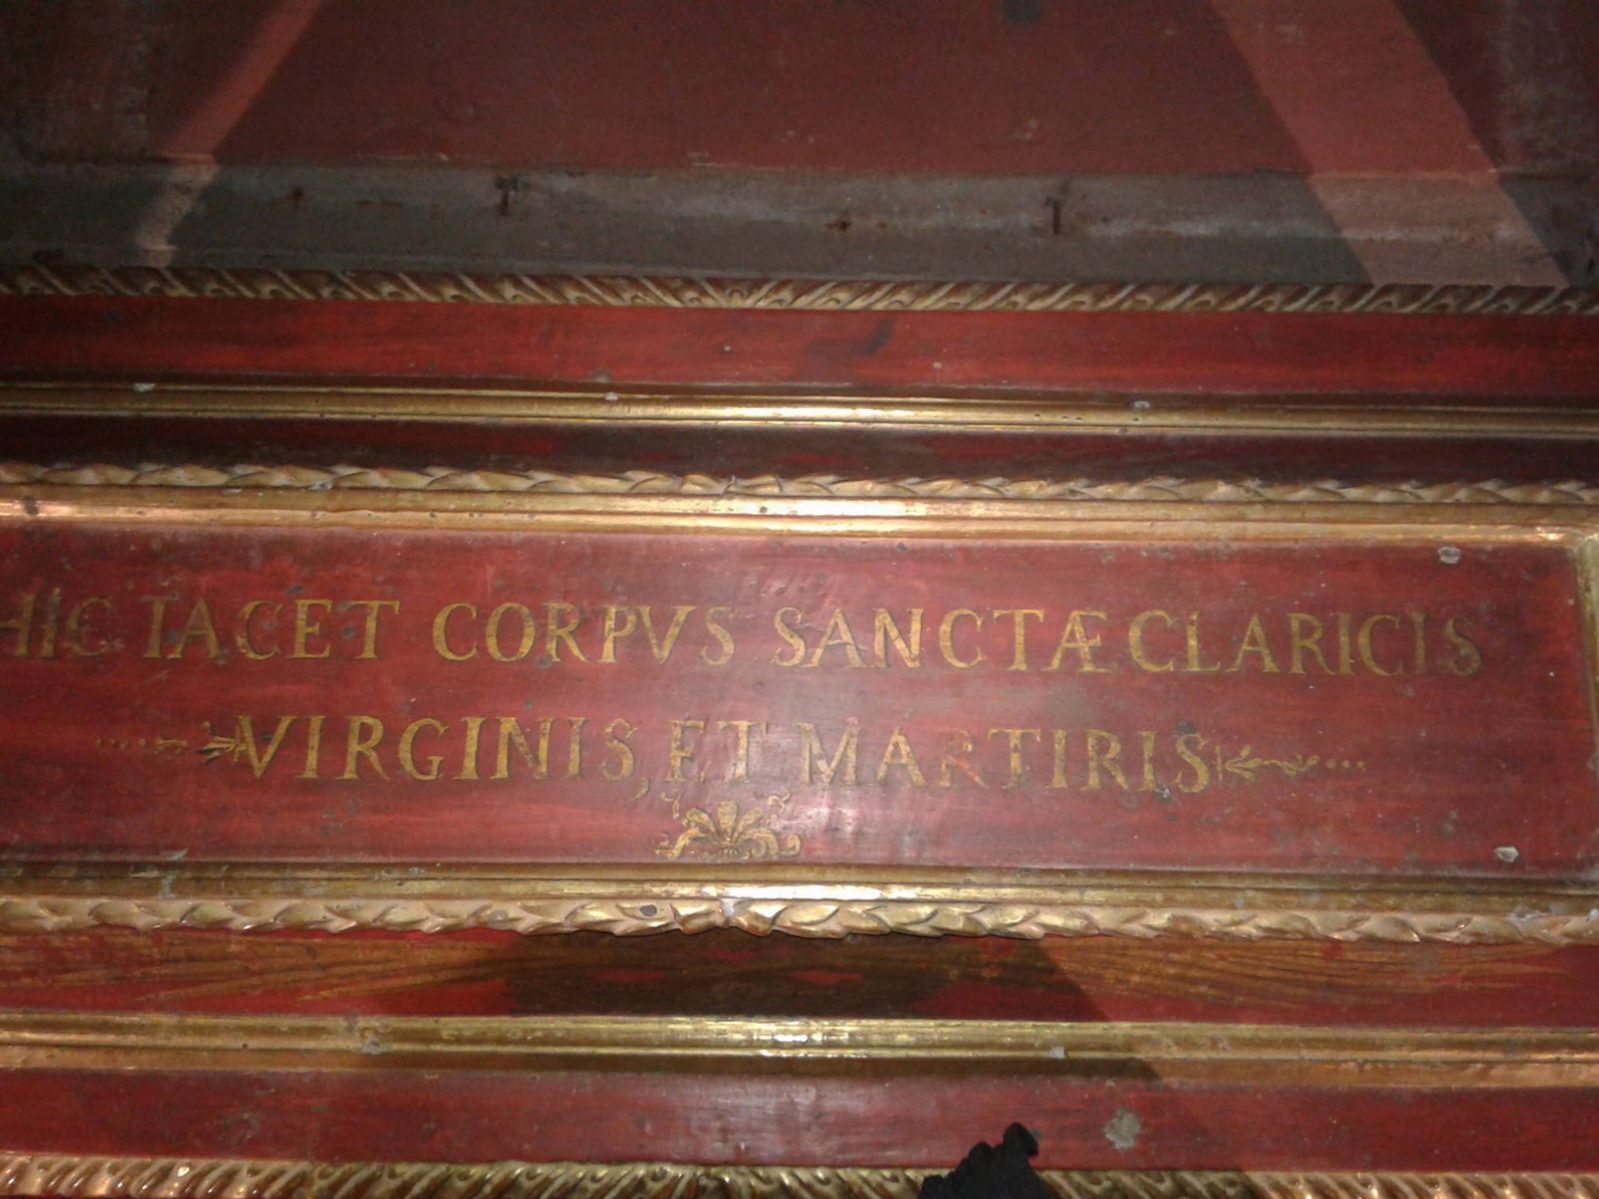 HIC IACET CORPVS SANCTÆ CLARICIS
VIRGINIS, ET MARTIRIS